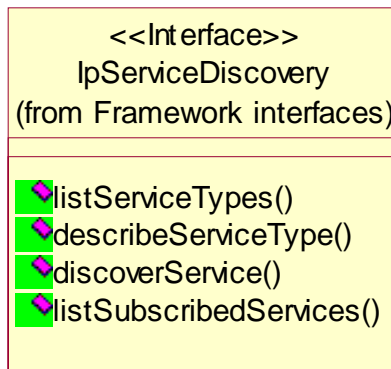 <<Interface>>
IpServiceDiscovery
(from Framework interfaces)
listServiceTypes()
describeServiceType()
discoverService()
listSubscribedServices()